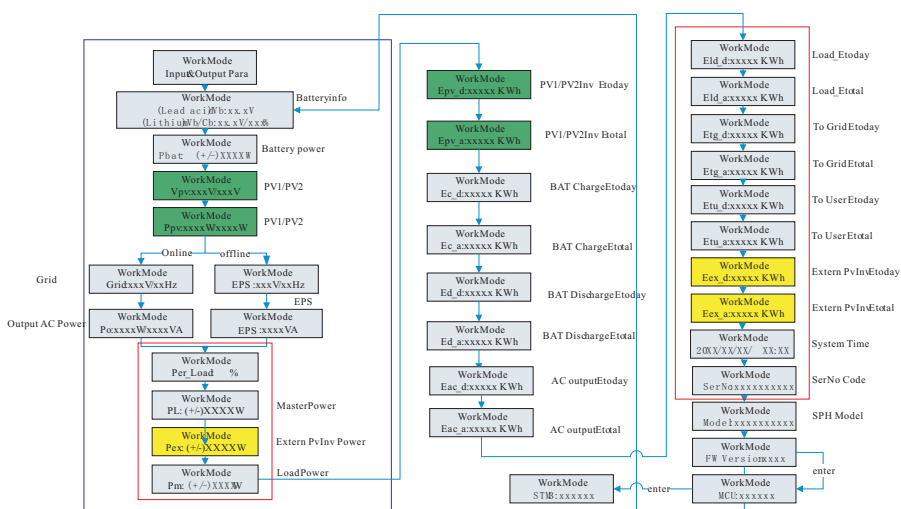 WorkMode
Input&Output Para
WorkMode
(Lead acid)Vb:xx.xV
(Lithium)Vb/Cb:xx.xV/xxx%
Batteryinfo
WorkMode
Pbat: (+/-)XXXXW
Battery power
WorkMode
Vpv:xxxV/xxxV
PV1/PV2
WorkMode
Ppv:xxxxWxxxxW
PV1/PV2
Online
offline
Grid
WorkMode
Grid:xxxV/xxHz
WorkMode
EPS :xxxV/xxHz
EPS
Output AC Power
WorkMode
Po:xxxxWxxxxVA
WorkMode
EPS :xxxxVA
WorkMode
Per_Load: %
WorkMode
PL: (+/-)XXXXW
MasterPower
WorkMode
Pex: (+/-)XXXXW
Extern PvInv Power
WorkMode
Pm: (+/-)XXXXW
LoadPower
WorkMode
Epv_d:xxxxx KWh
PV1/PV2Inv Etoday
WorkMode
Epv_a:xxxxx KWh
PV1/PV2Inv Etotal
WorkMode
Ec_d:xxxxx KWh
BAT ChargeEtoday
WorkMode
Ec_a:xxxxx KWh
BAT ChargeEtotal
WorkMode
Ed_d:xxxxx KWh
BAT DischargeEtoday
WorkMode
Ed_a:xxxxx KWh
BAT DischargeEtotal
WorkMode
Eac_d:xxxxx KWh
AC outputEtoday
WorkMode
Eac_a:xxxxx KWh
AC outputEtotal
WorkMode
Eld_d:xxxxx KWh
Load_Etoday
WorkMode
Eld_a:xxxxx KWh
Load_Etotal
WorkMode
Etg_d:xxxxx KWh
To GridEtoday
WorkMode
Etg_a:xxxxx KWh
To GridEtotal
WorkMode
Etu_d:xxxxx KWh
To UserEtoday
WorkMode
Etu_a:xxxxx KWh
To UserEtotal
WorkMode
Eex_d:xxxxx KWh
Extern PvInvEtoday
WorkMode
Eex_a:xxxxx KWh
Extern PvInvEtotal
WorkMode
20XX/XX/XX/ XX:XX
System Time
WorkMode
SerNo:xxxxxxxxxx
SerNo Code
WorkMode
Model:xxxxxxxxxx
SPH Model
WorkMode
FW Version:xxxx
enter
WorkMode
MCU:xxxxxx
enter
WorkMode
STMB:xxxxxx